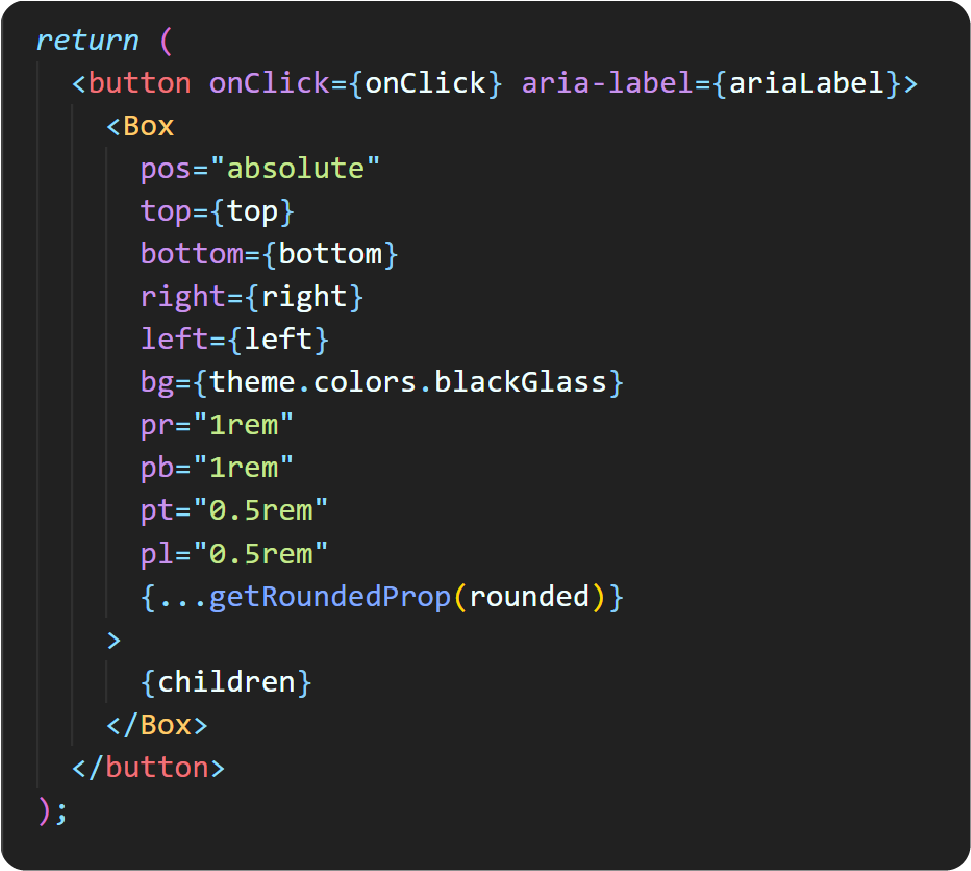 return (
<button onClick={onClick} aria-label={ariaLabel}>
<Box
pos="absolute"
top={top}
bottom={bottom}
right={right}
left={left}
bg={theme.colors.blackGlass}
pr="1rem"
pb="1rem"
pt="0.5rem"
pl="0.5rem"
{...getRoundedProp(rounded)}
>
{children}
</Box>
</button>
);